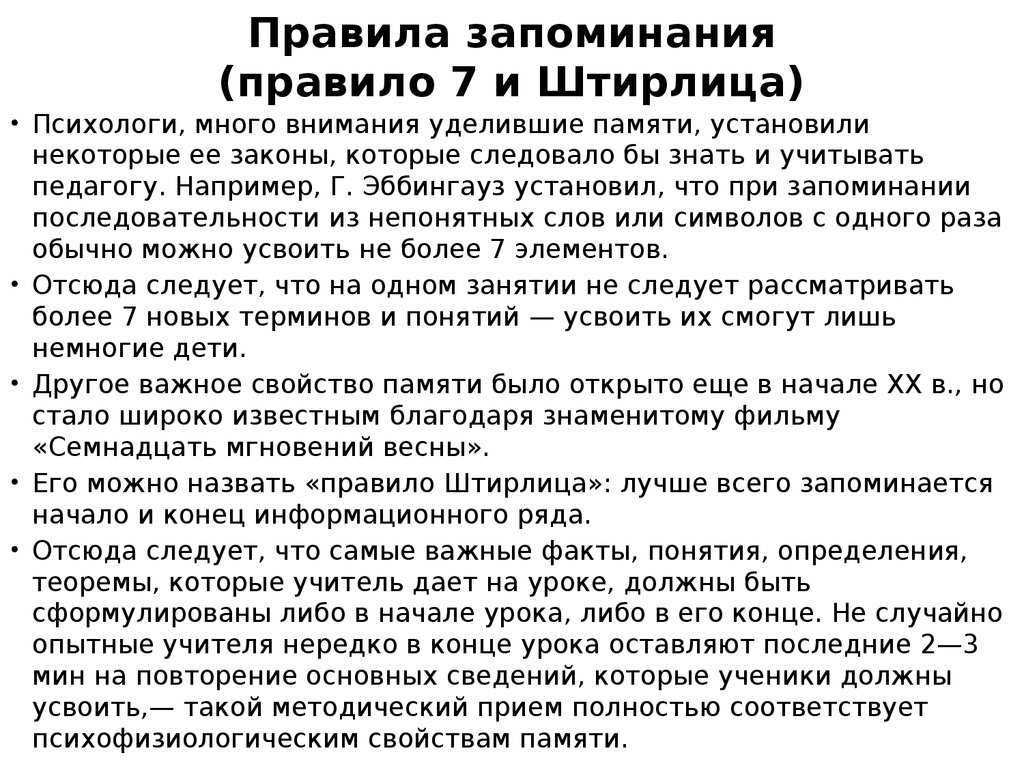 Правила запоминания
(правило 7 и Штирлица)
• Психологи, много внимания уделившие памяти, установили
некоторые ее законы, которые следовало бы знать и учитывать
педагогу. Например, Г. Эббингауз установил, что при запоминании
последовательности из непонятных слов или символов с одного раза
обычно можно усвоить не более 7 элементов.
• Отсюда следует, что на одном занятии не следует рассматривать
более 7 новых терминов и понятий — усвоить их смогут лишь
немногие дети.
• Другое важное свойство памяти было открыто еще в начале XX в., но
стало широко известным благодаря знаменитому фильму
«Семнадцать мгновений весны».
• Его можно назвать «правило Штирлица»: лучше всего запоминается
начало и конец информационного ряда.
• Отсюда следует, что самые важные факты, понятия, определения,
теоремы, которые учитель дает на уроке, должны быть
сформулированы либо в начале урока, либо в его конце. Не случайно
опытные учителя нередко в конце урока оставляют последние 2—3
мин на повторение основных сведений, которые ученики должны
усвоить,— такой методический прием полностью соответствует
психофизиологическим свойствам памяти.